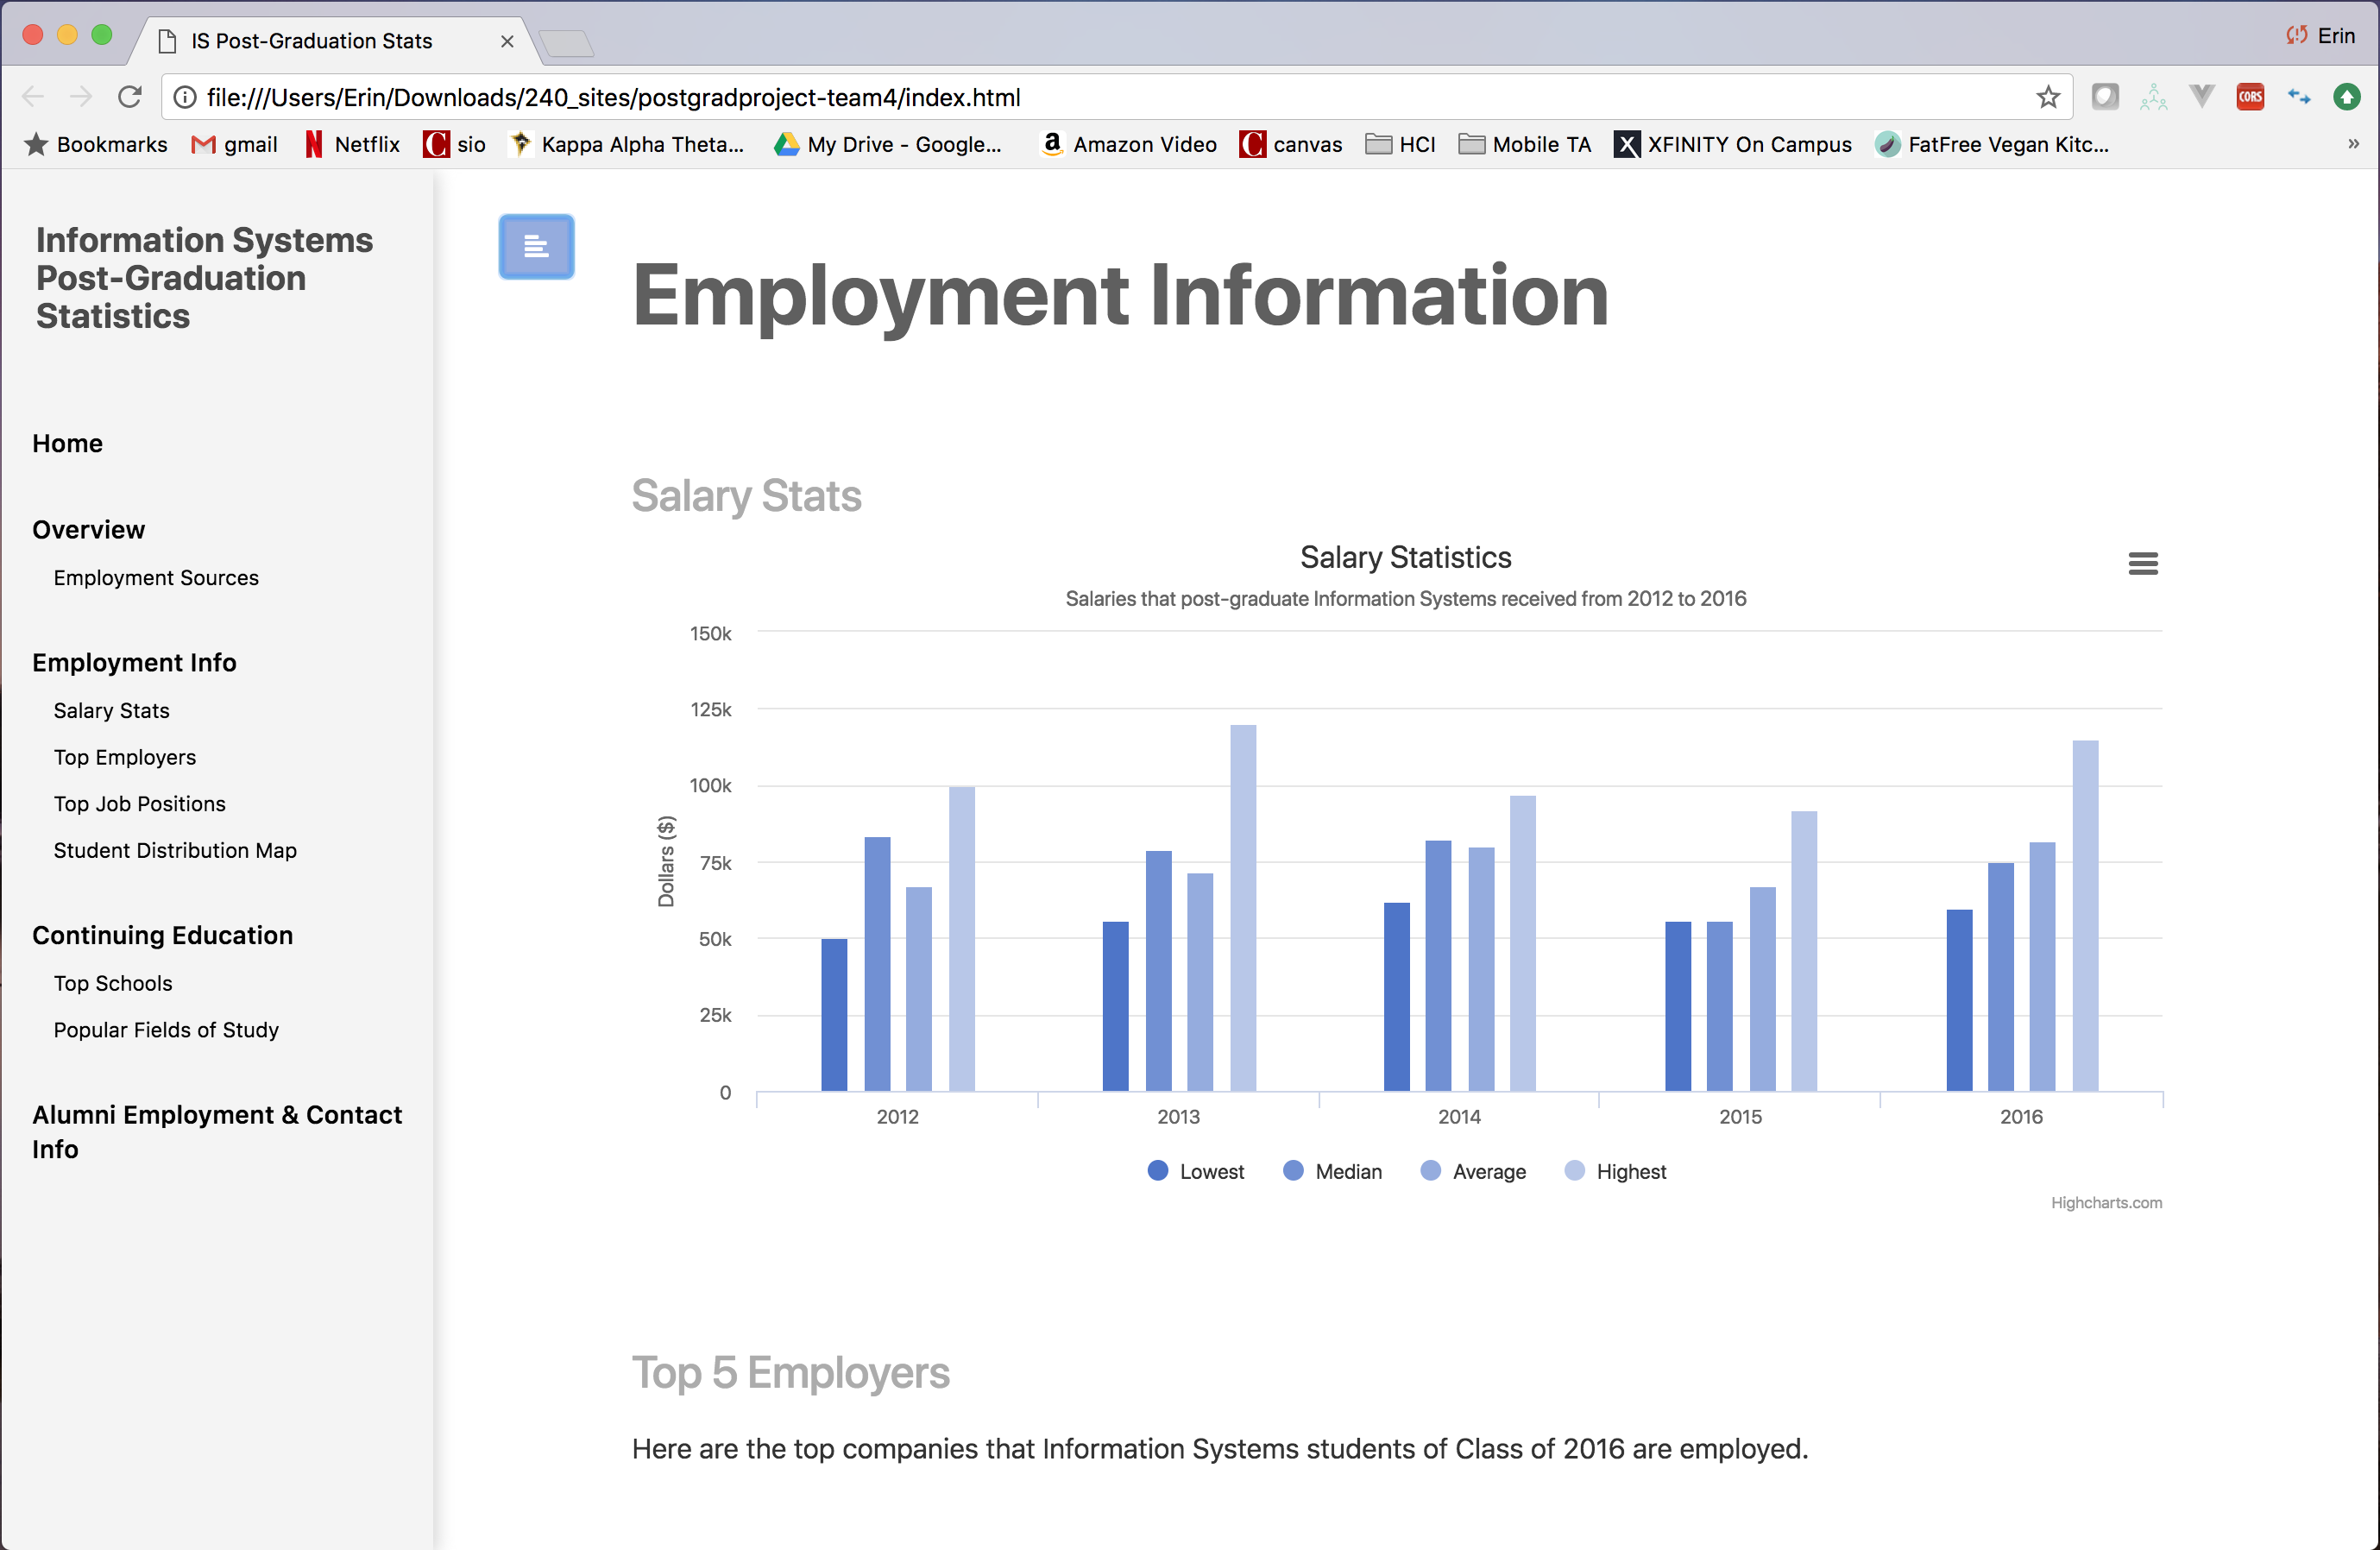 IS Post-Graduation Stats
Erin
file:///Users/Erin/Downloads/240_sites/postgradproject-team4/index.html
CORS
Bookmarks gmail Netflix sio Kappa Alpha Theta... My Drive - Google... Amazon Video canvas HCI Mobile TA XFINITY On Campus FatFree Vegan Kitc... »
Information Systems
Post-Graduation
Statistics
Home
Overview
Employment Sources
Employment Info
Salary Stats
Top Employers
Top Job Positions
Student Distribution Map
Continuing Education
Top Schools
Popular Fields of Study
Alumni Employment & Contact
Info
Employment Information
Salary Stats
Salary Statistics
Salaries that post-graduate Information Systems received from 2012 to 2016
Dollars ($)
150k
125k
100k
75k
50k
25k
0
2012 2013 2014 2015 2016
Lowest Median Average Highest
Highcharts.com
Top 5 Employers
Here are the top companies that Information Systems students of Class of 2016 are employed.